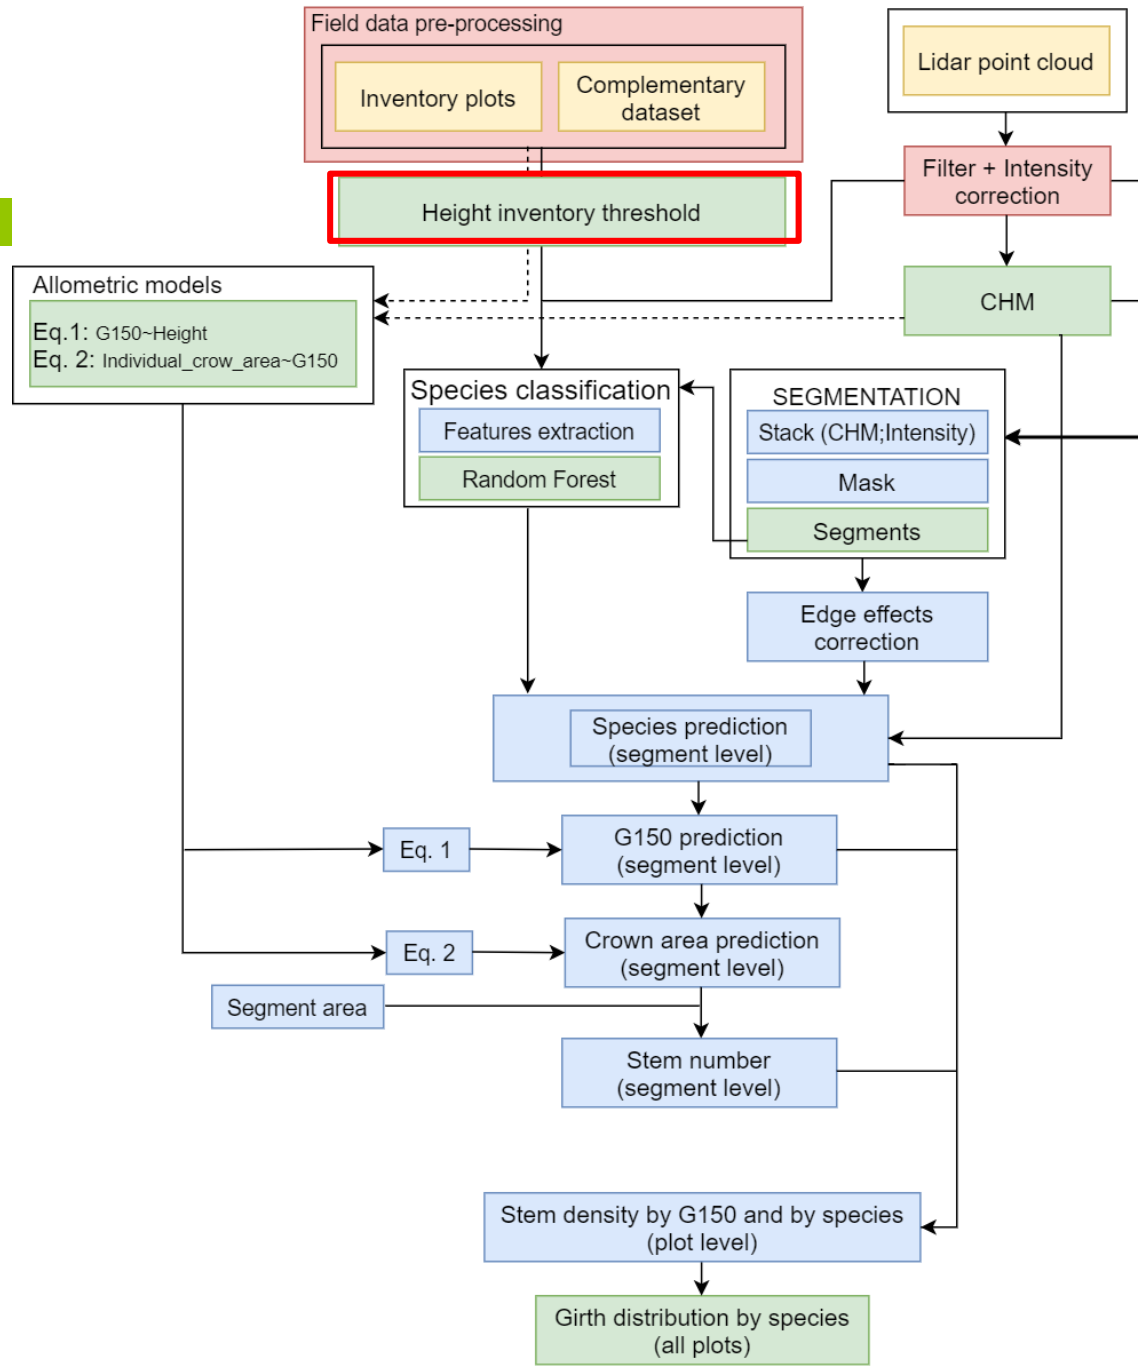 Field data pre-processing
Inventory plots
Complementary
dataset
Lidar point cloud
Filter + Intensity
correction
Height inventory threshold
CHM
Allometric models
Eq.1: G150~Height
Eq. 2: Individual_crow_area~G150
Species classification
Features extraction
Random Forest
SEGMENTATION
Stack (CHM;Intensity)
Mask
Segments
Edge effects
correction
Species prediction
(segment level)
Eq. 1
G150 prediction
(segment level)
Eq. 2
Crown area prediction
(segment level)
Segment area
Stem number
(segment level)
Stem density by G150 and by species
(plot level)
Girth distribution by species
(all plots)